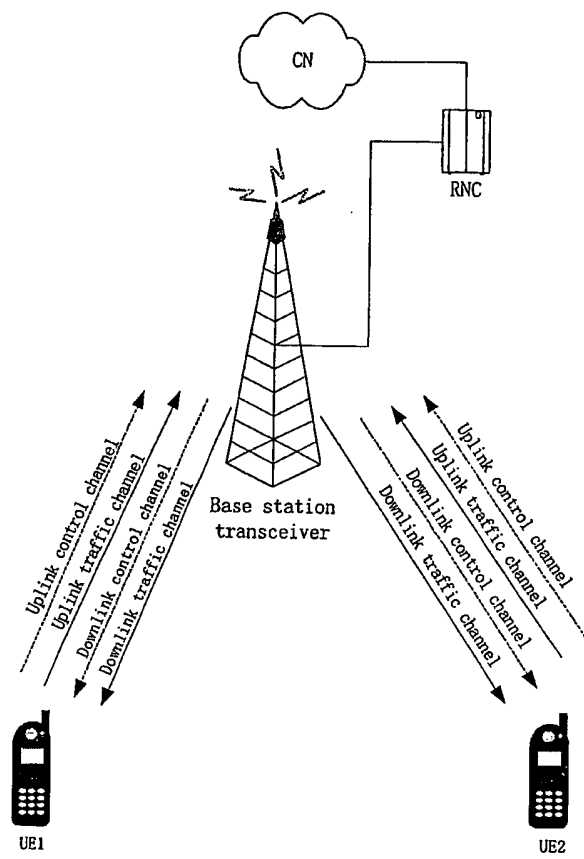 CN
RNC
Base station
transceiver
Uplink control channel
Uplink traffic channel
Downlink control channel
Downlink traffic channel
Uplink control channel
Uplink traffic channel
Downlink control channel
Downlink traffic channel
UE1
UE2